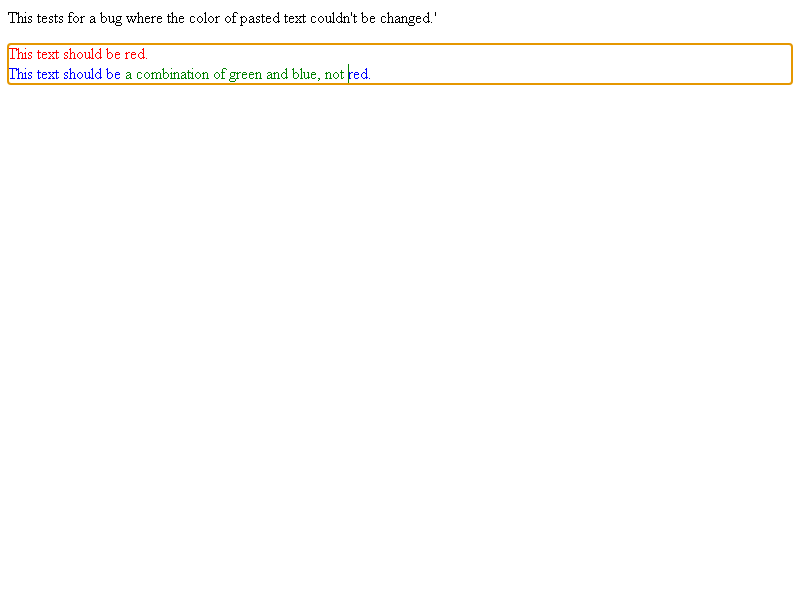 This tests for a bug where the color of pasted text couldn't be changed.'
This text should be red.
This text should be a combination of green and blue, not red.